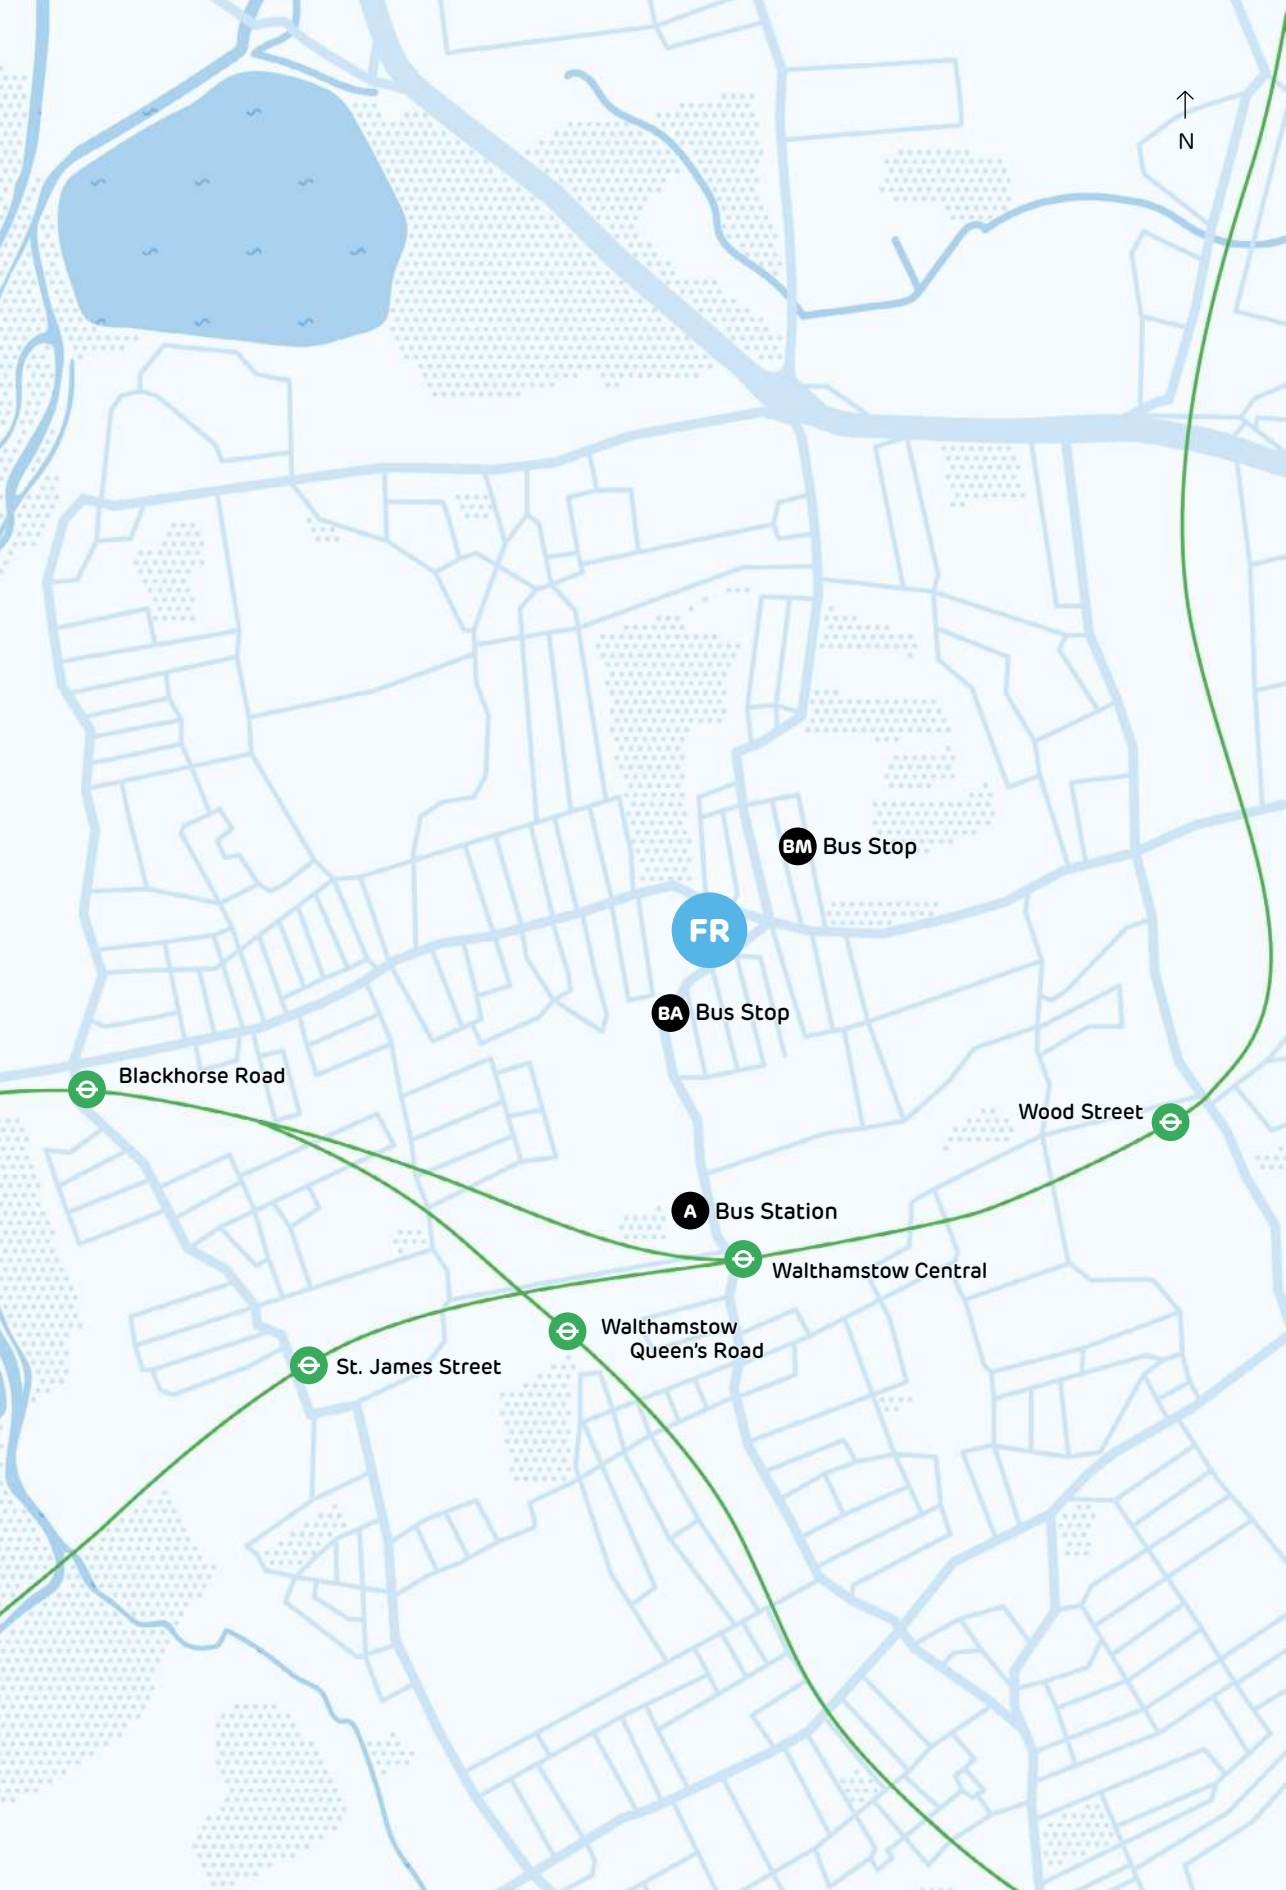 N
BM Bus Stop
FR
BA Bus Stop
Blackhorse Road
Wood Street
A Bus Station
Walthamstow Central
Walthamstow
Queen's Road
St. James Street